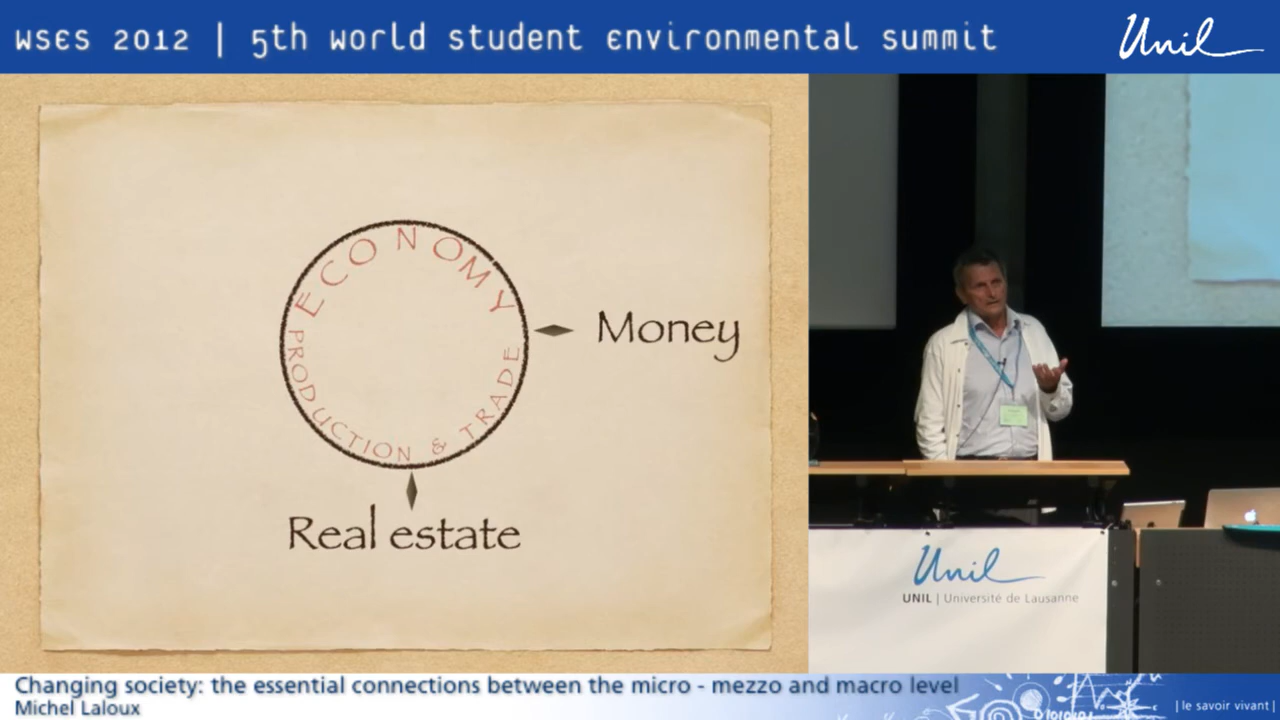 WSES 2012 | 5th World Student Environmental Summit
Unil
ECONOMY
PRODUCTION & TRADE
Money
Real estate
Unil
UNIL | Université de Lausanne
Changing society: the essential connections between the micro - mezzo and macro level
Michel Laloux
| le savoir vivant |